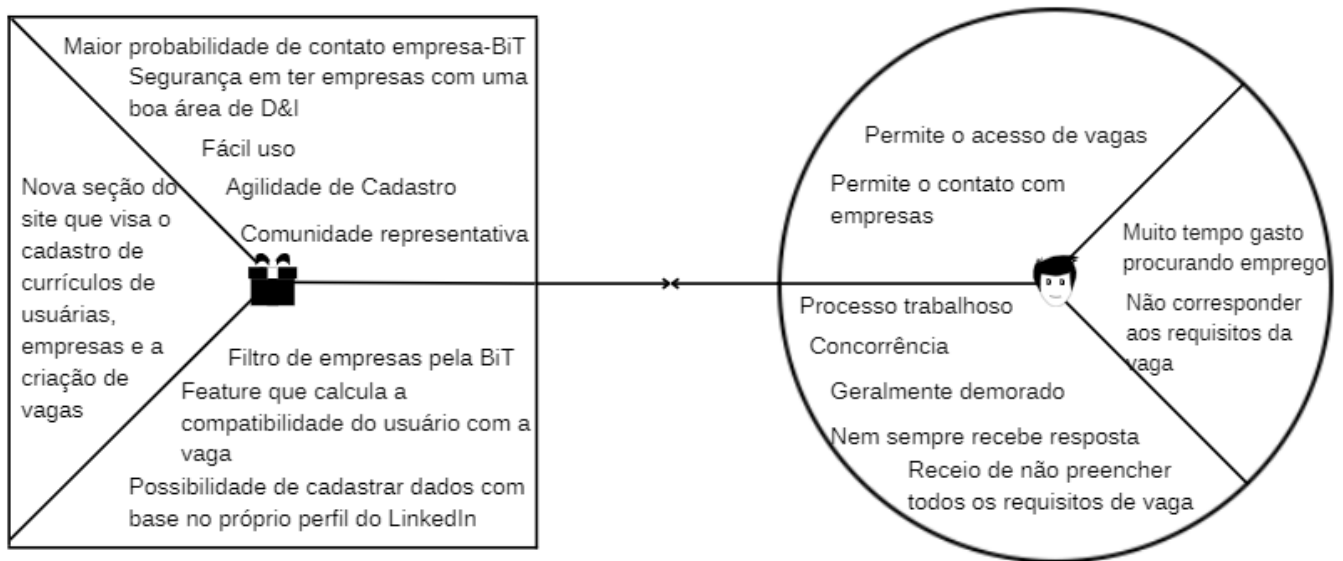 Maior probabilidade de contato empresa-BiT
Segurança em ter empresas com uma
boa área de D&I
Fácil uso
Agilidade de Cadastro
Comunidade representativa
Nova seção do
site que visa o
cadastro de
currículos de
usuárias,
empresas e a
criação de
vagas
Filtro de empresas pela BiT
Feature que calcula a
compatibilidade do usuário com a
vaga
Possibilidade de cadastrar dados com
base no próprio perfil do LinkedIn
Permite o acesso de vagas
Permite o contato com
empresas
Muito tempo gasto
procurando emprego
Não corresponder
aos requisitos da
vaga
Processo trabalhoso
Concorrência
Geralmente demorado
Nem sempre recebe resposta
Receio de não preencher
todos os requisitos de vaga